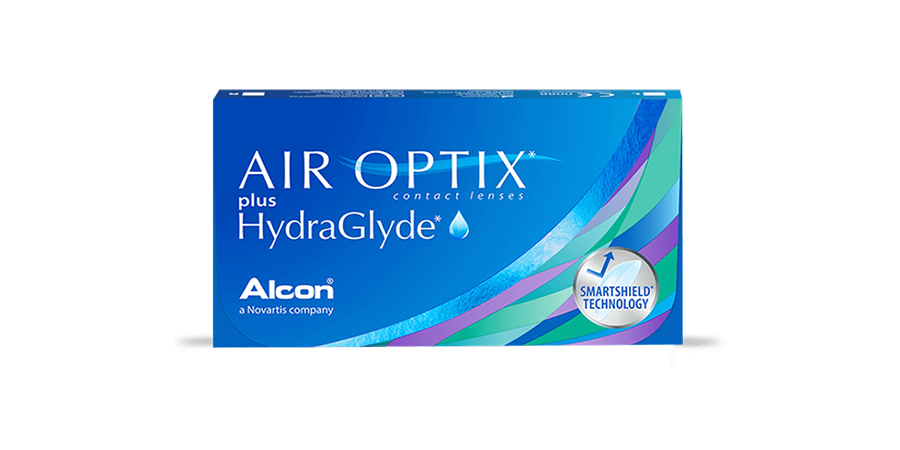 AIR OPTIX*
contact lenses
plus
HydraGlyde*
Alcon®
a Novartis company
SMARTSHIELD*
TECHNOLOGY